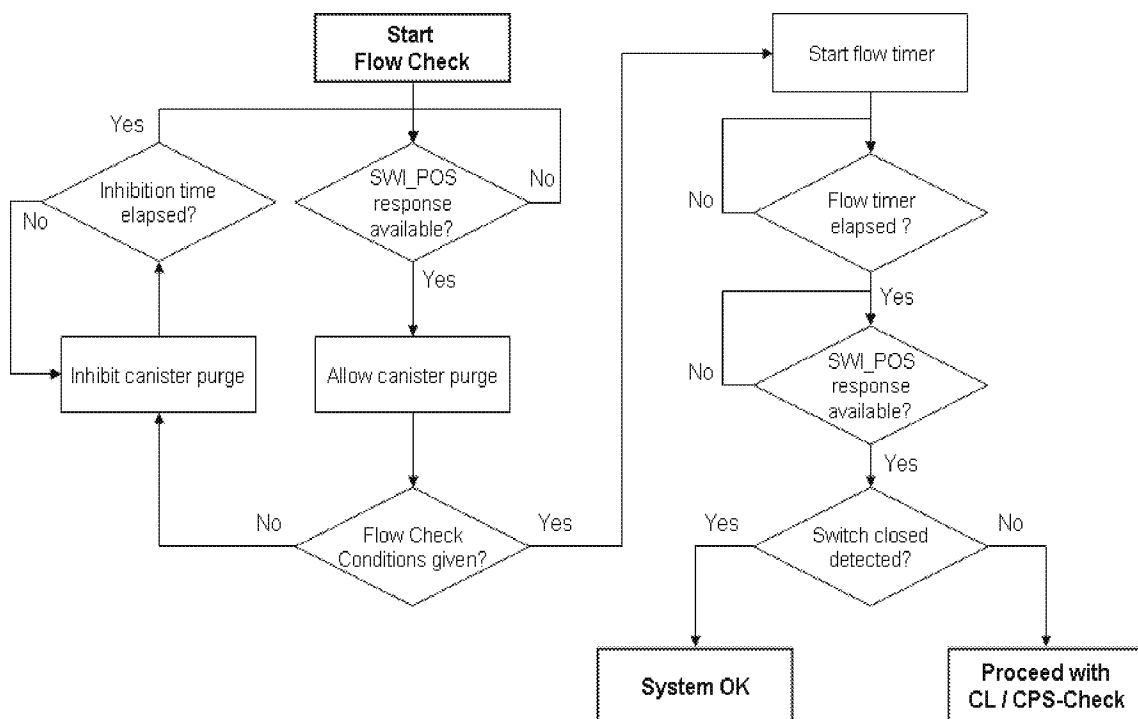 Start
Flow Check
Yes
Inhibition time
elapsed?
No
SWI_POS
response
available?
No
Yes
Inhibit canister purge
Allow canister purge
No
Flow Check
Conditions given?
Yes
Start flow timer
No
Flow timer
elapsed ?
Yes
No
SWI_POS
response
available?
Yes
Yes
Switch closed
detected?
No
System OK
Proceed with
CL / CPS-Check